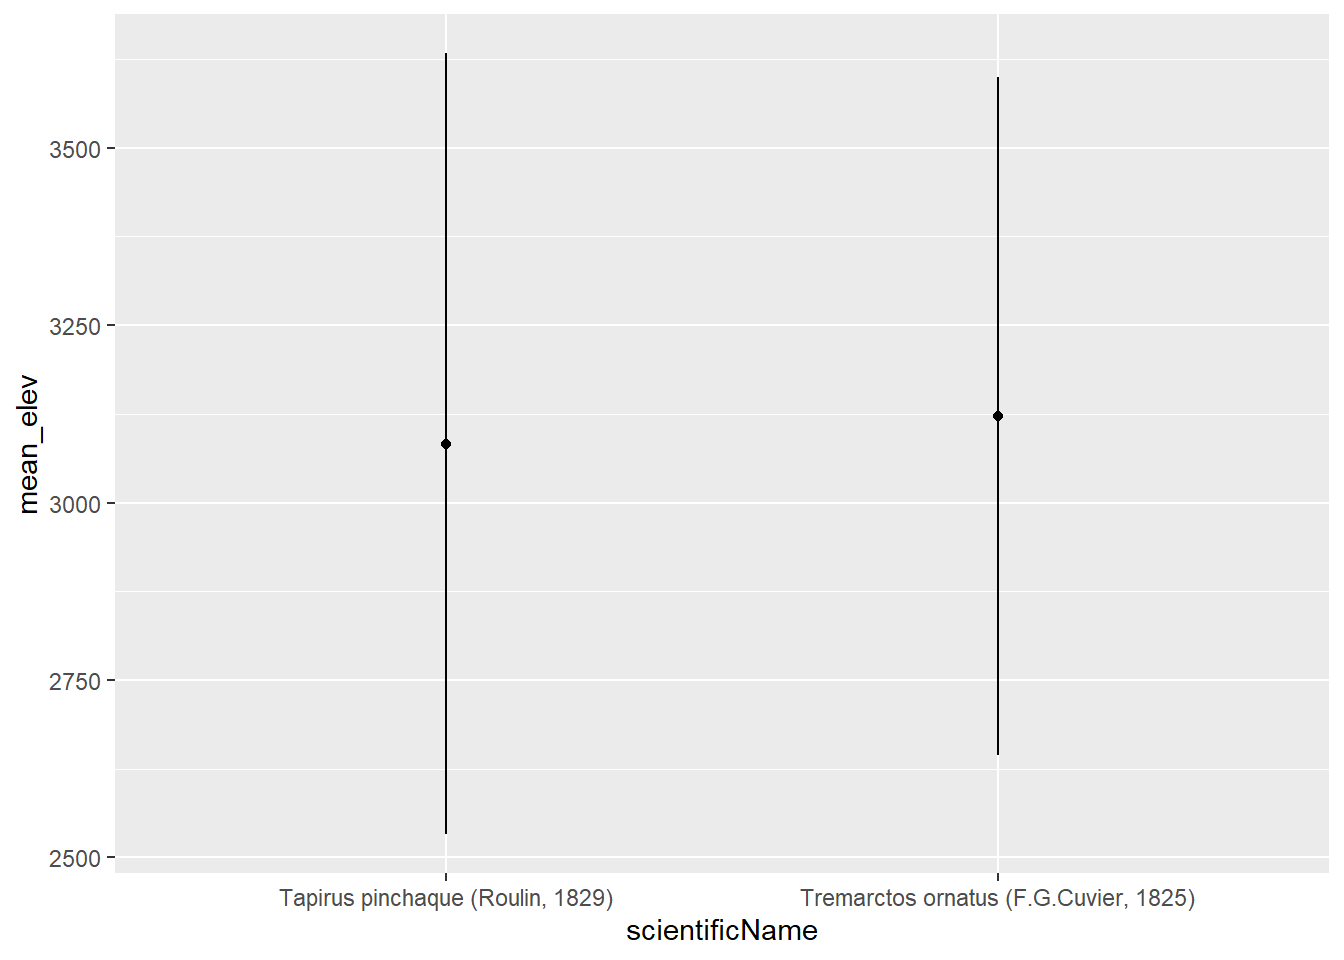 mean_elev
3500
3250
3000
2750
2500
Tapirus pinchaque (Roulin, 1829)
Tremarctos ornatus (F.G.Cuvier, 1825)
scientificName